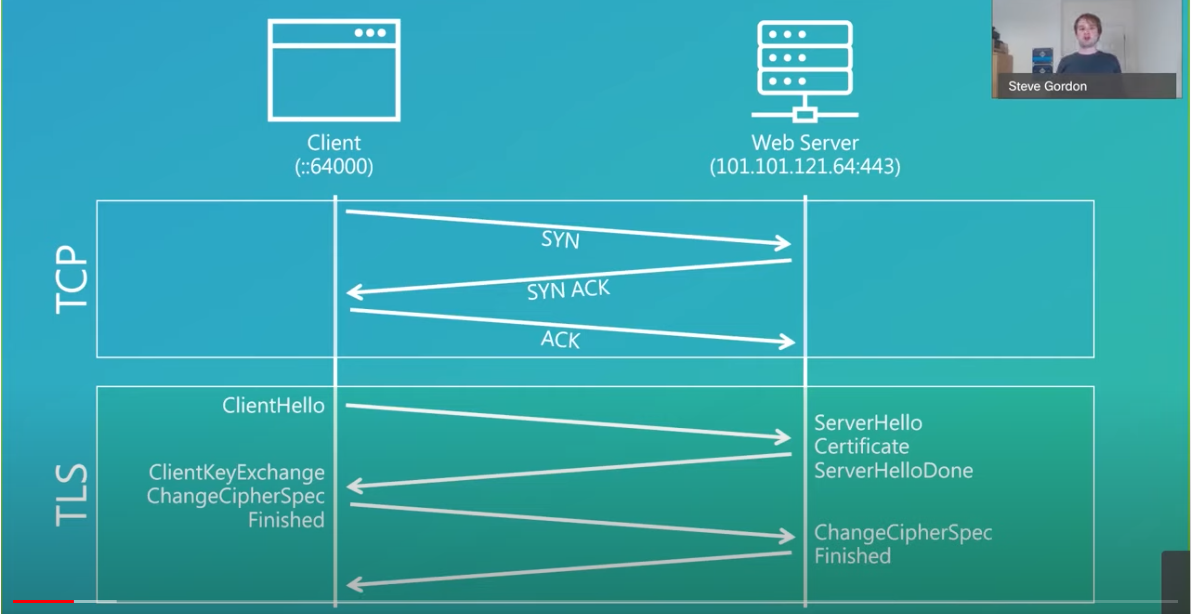 Steve Gordon
Client
(::64000)
Web Server
(101.101.121.64:443)
TCP
SYN
SYN ACK
ACK
TLS
ClientHello
ServerHello
Certificate
ServerHelloDone
ClientKeyExchange
ChangeCipherSpec
Finished
ChangeCipherSpec
Finished